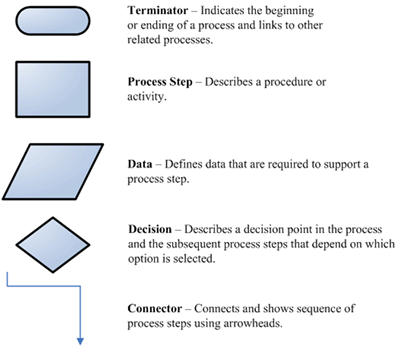 Terminator – Indicates the beginning
or ending of a process and links to other
related processes.
Process Step – Describes a procedure or
activity.
Data – Defines data that are required to support a
process step.
Decision – Describes a decision point in the process
and the subsequent process steps that depend on which
option is selected.
Connector – Connects and shows sequence of
process steps using arrowheads.